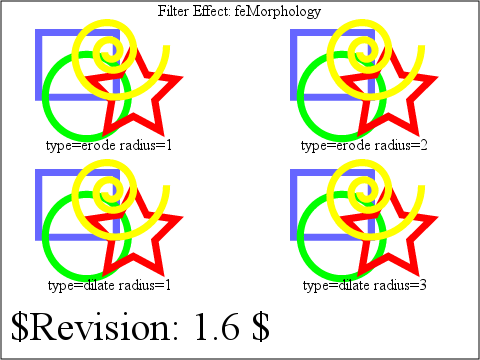 Filter Effect: feMorphology
type=erode radius=1
type=erode radius=2
type=dilate radius=1
type=dilate radius=3
$Revision: 1.6 $